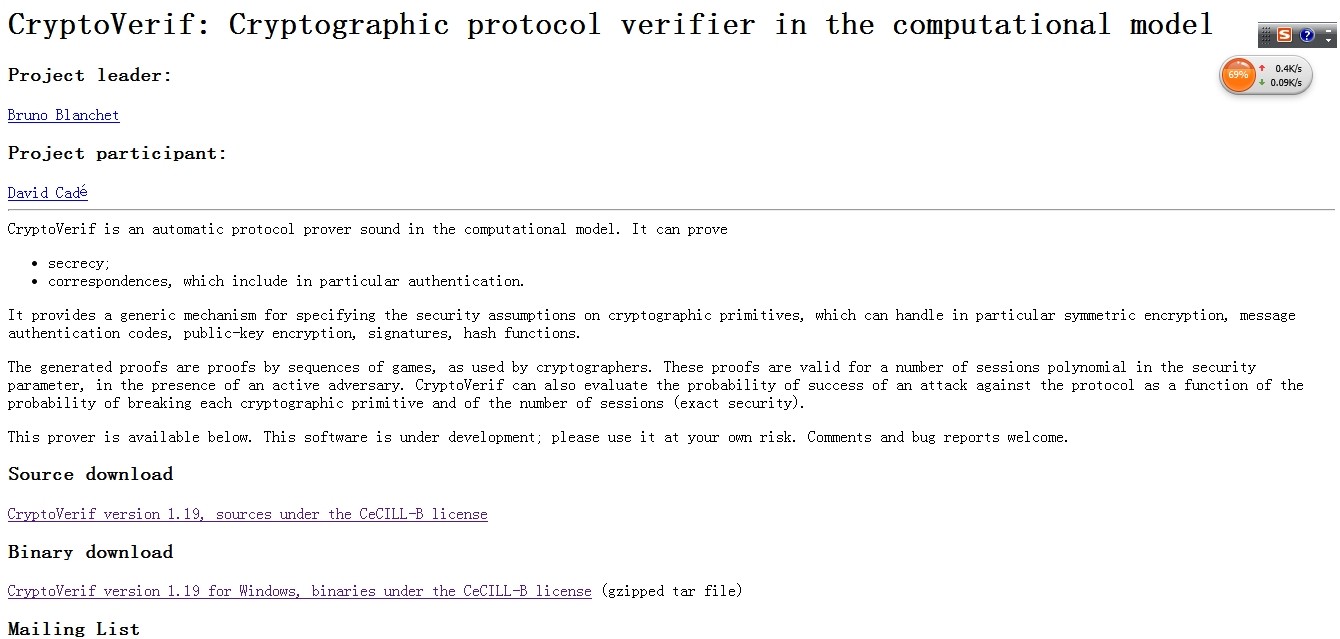 CryptoVerif: Cryptographic protocol verifier in the computational model
69%
0.4K/s
0.09K/s
Project leader:
Bruno Blanchet
Project participant:
David Cadé
CryptoVerif is an automatic protocol prover sound in the computational model. It can prove
• secrecy;
• correspondences, which include in particular authentication.
It provides a generic mechanism for specifying the security assumptions on cryptographic primitives, which can handle in particular symmetric encryption, message
authentication codes, public-key encryption, signatures, hash functions.
The generated proofs are proofs by sequences of games, as used by cryptographers. These proofs are valid for a number of sessions polynomial in the security
parameter, in the presence of an active adversary. CryptoVerif can also evaluate the probability of success of an attack against the protocol as a function of the
probability of breaking each cryptographic primitive and of the number of sessions (exact security).
This prover is available below. This software is under development; please use it at your own risk. Comments and bug reports welcome.
Source download
CryptoVerif version 1.19, sources under the CeCILL-B license
Binary download
CryptoVerif version 1.19 for Windows, binaries under the CeCILL-B license (gzipped tar file)
Mailing List